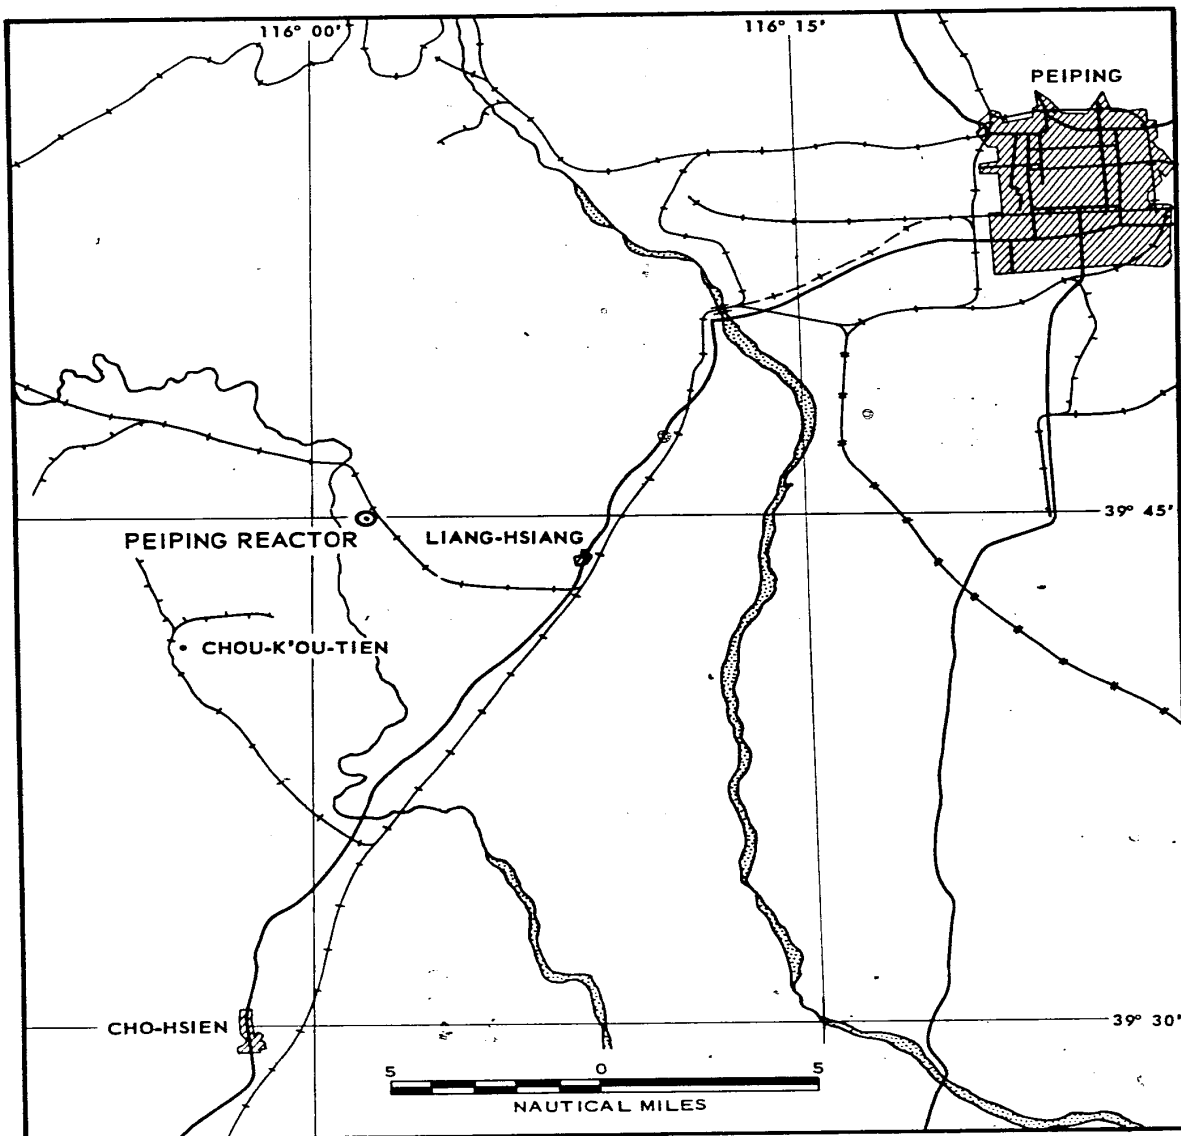 116° 00'
116° 15'
PEIPING
39° 45'
PEIPING REACTOR
LIANG-HSIANG
CHOU-K'OU-TIEN
CHO-HSIEN
39° 30'
5 0 5
NAUTICAL MILES